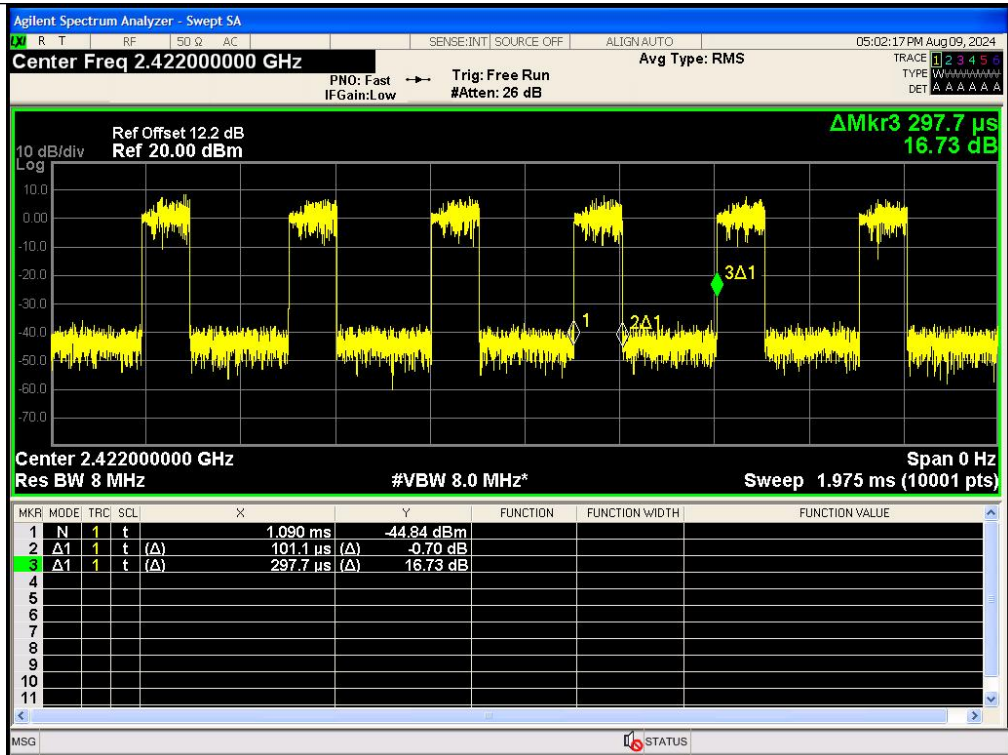 Agilent Spectrum Analyzer - Swept SA
LXI R T RF 50 Ω AC SENSE:INT SOURCE OFF ALIGN AUTO 05:02:17 PM Aug 09, 2024
Center Freq 2.422000000 GHz Avg Type: RMS TRACE 1 2 3 4 5 6
PNO: Fast Trig: Free Run TYPE W
IFGain:Low #Atten: 26 dB DET A A A A A A
ΔMkr3 297.7 µs
16.73 dB
Ref Offset 12.2 dB
10 dB/div Ref 20.00 dBm
Log
10.0
0.00
-10.0
-20.0
3Δ1
-30.0
1 2Δ1
-40.0
-50.0
-60.0
-70.0
Center 2.422000000 GHz Span 0 Hz
Res BW 8 MHz #VBW 8.0 MHz* Sweep 1.975 ms (10001 pts)
MKR MODE TRC SCL X Y FUNCTION FUNCTION WIDTH FUNCTION VALUE
1 N 1 t 1.090 ms -44.84 dBm
2 Δ1 1 t (Δ) 101.1 µs (Δ) -0.70 dB
3 Δ1 1 t (Δ) 297.7 µs (Δ) 16.73 dB
4
5
6
7
8
9
10
11
MSG STATUS